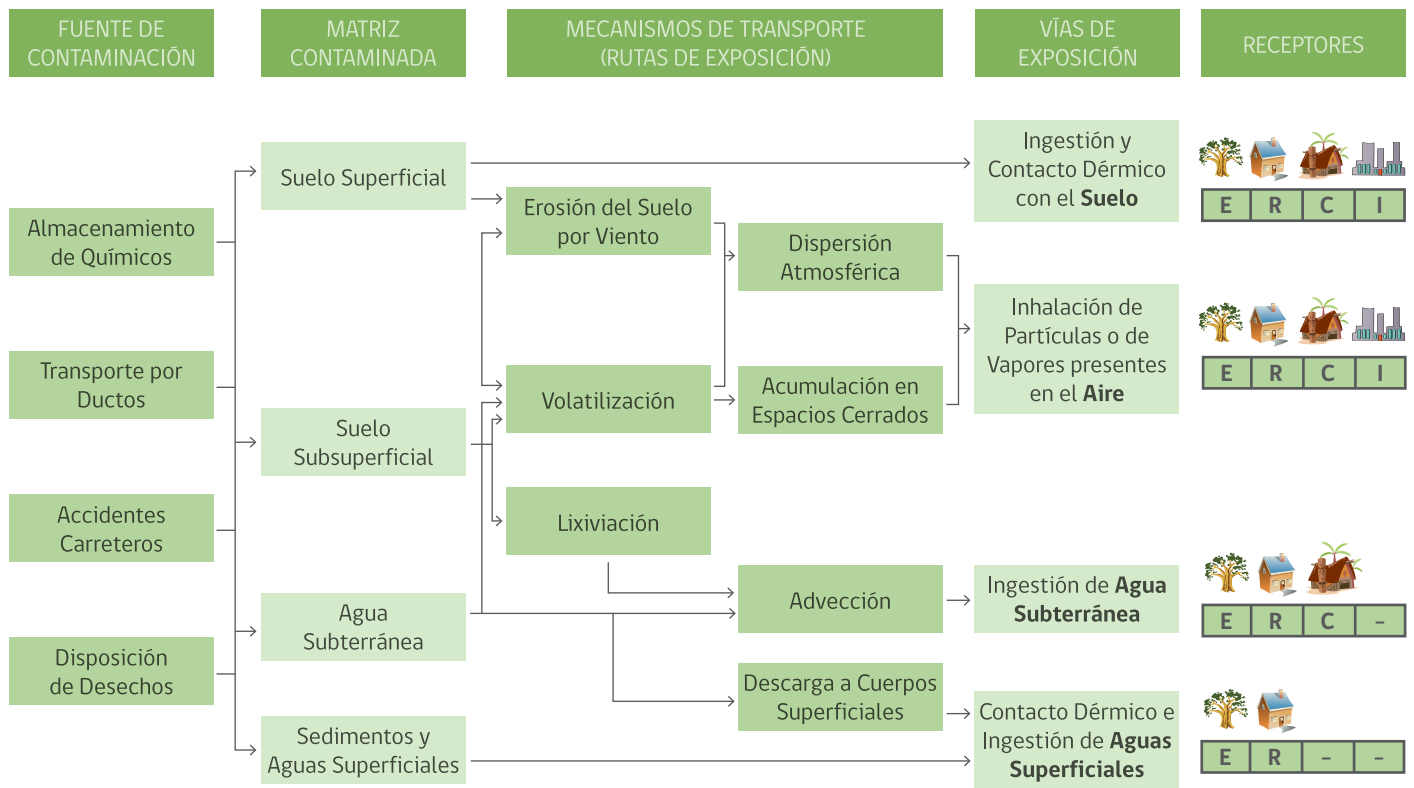 FUENTE DE
CONTAMINACIÓN
MATRIZ
CONTAMINADA
MECANISMOS DE TRANSPORTE
(RUTAS DE EXPOSICIÓN)
VÍAS DE
EXPOSICIÓN
RECEPTORES
Almacenamiento
de Químicos
Transporte por
Ductos
Accidentes
Carreteros
Disposición
de Desechos
Suelo Superficial
Suelo
Subsuperficial
Agua
Subterránea
Sedimentos y
Aguas Superficiales
Erosión del Suelo
por Viento
Volatilización
Lixiviación
Dispersión
Atmosférica
Acumulación en
Espacios Cerrados
Advección
Descarga a Cuerpos
Superficiales
Ingestión y
Contacto Dérmico
con el Suelo
E R C I
Inhalación de
Partículas o de
Vapores presentes
en el Aire
E R C I
Ingestión de Agua
Subterránea
E R C -
Contacto Dérmico e
Ingestión de Aguas
Superficiales
E R - -